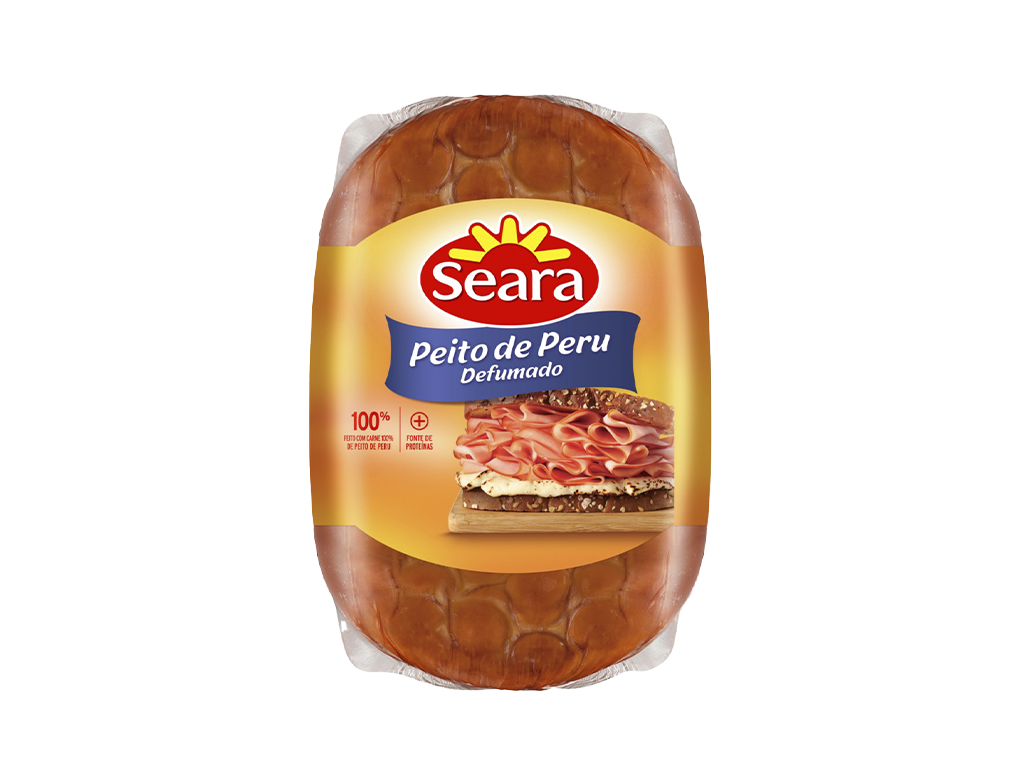 Seara
Peito de Peru
Defumado
100%
FEITO COM CARNE 100%
DE PEITO DE PERU
FONTE DE
PROTEÍNAS